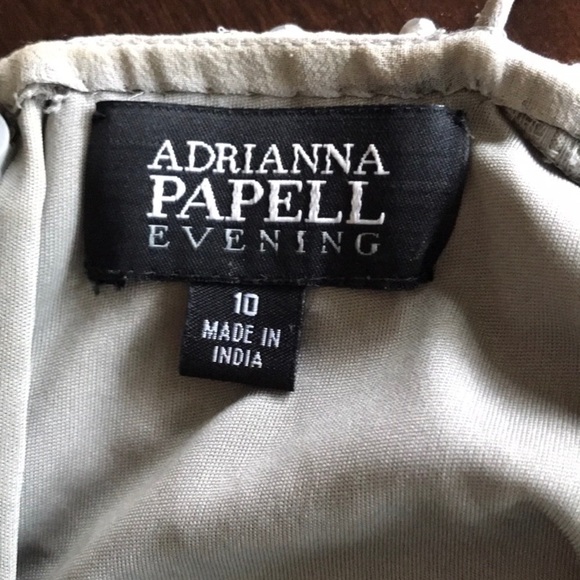 ADRIANNA
PAPELL
EVENING
10
MADE IN
INDIA